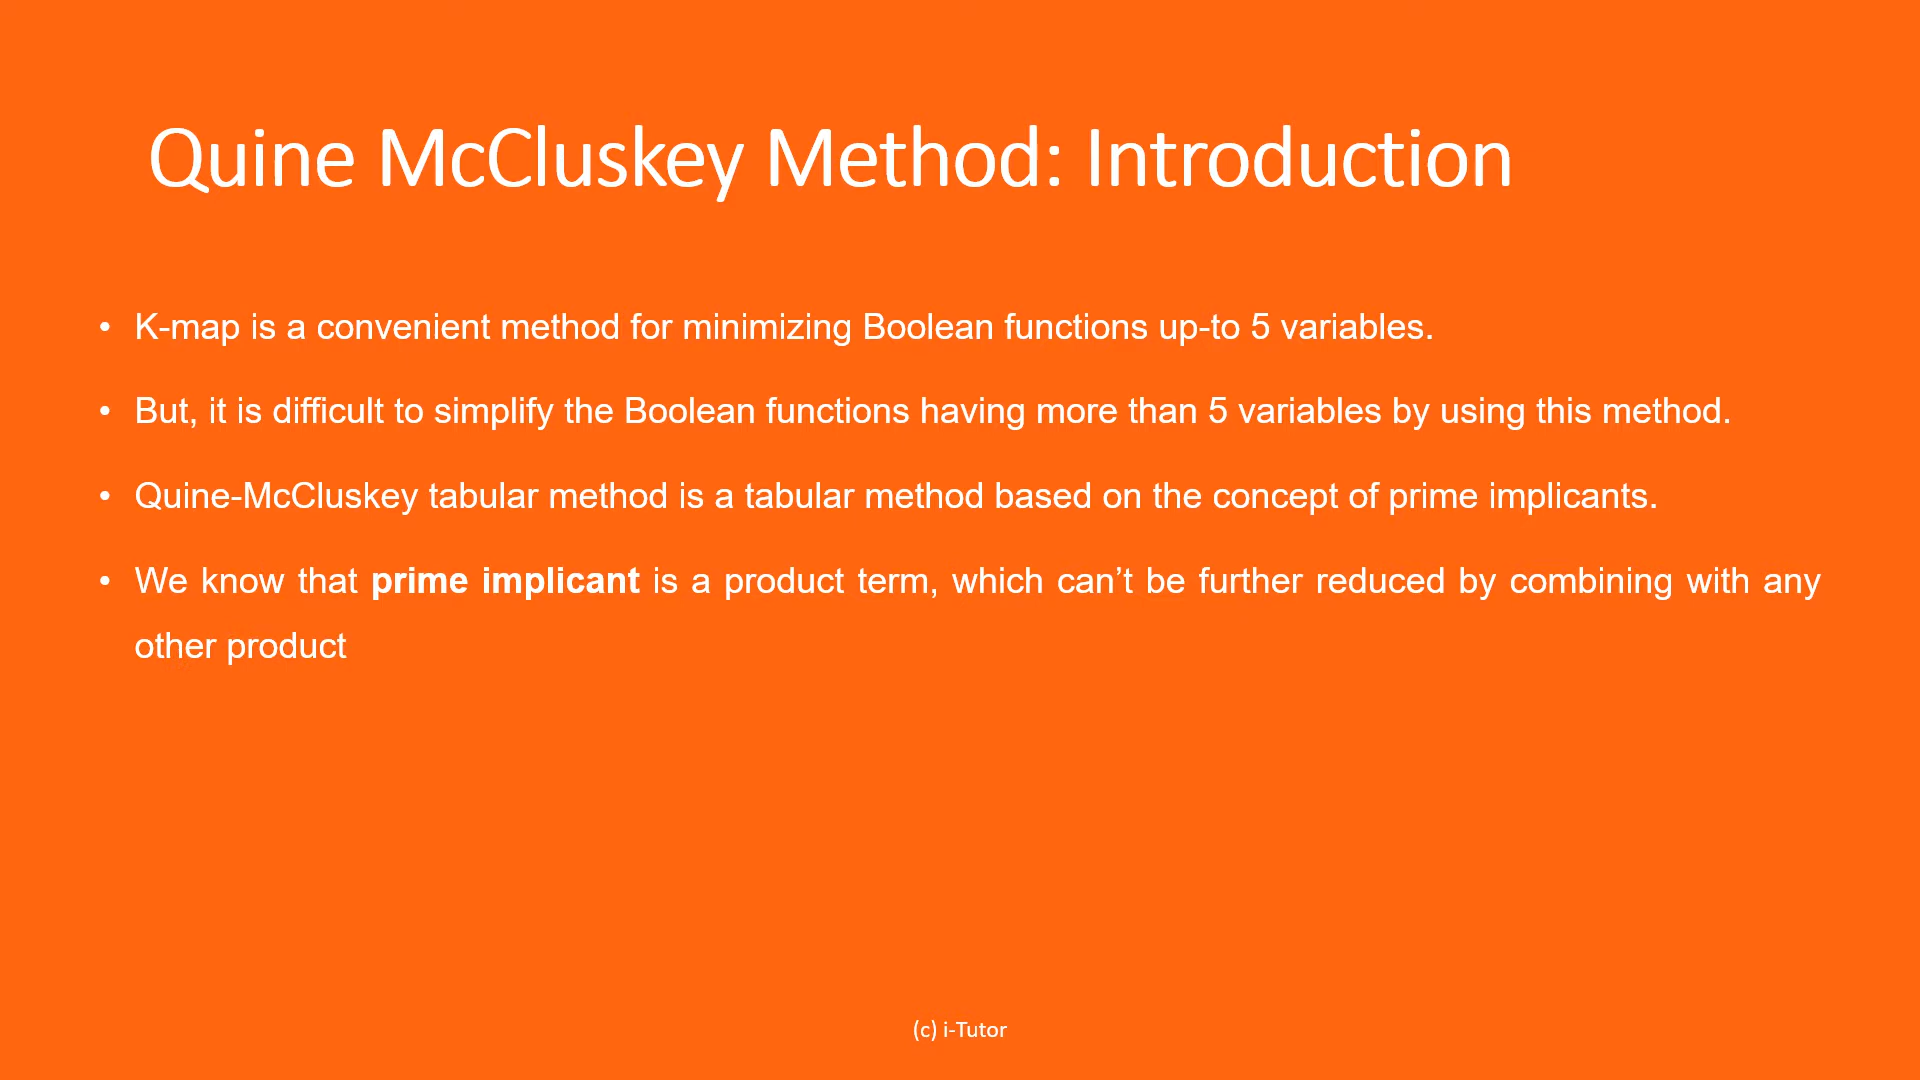 Quine McCluskey Method: Introduction
• K-map is a convenient method for minimizing Boolean functions up-to 5 variables.
• But, it is difficult to simplify the Boolean functions having more than 5 variables by using this method.
• Quine-McCluskey tabular method is a tabular method based on the concept of prime implicants.
• We know that prime implicant is a product term, which can’t be further reduced by combining with any
other product
(c) i-Tutor